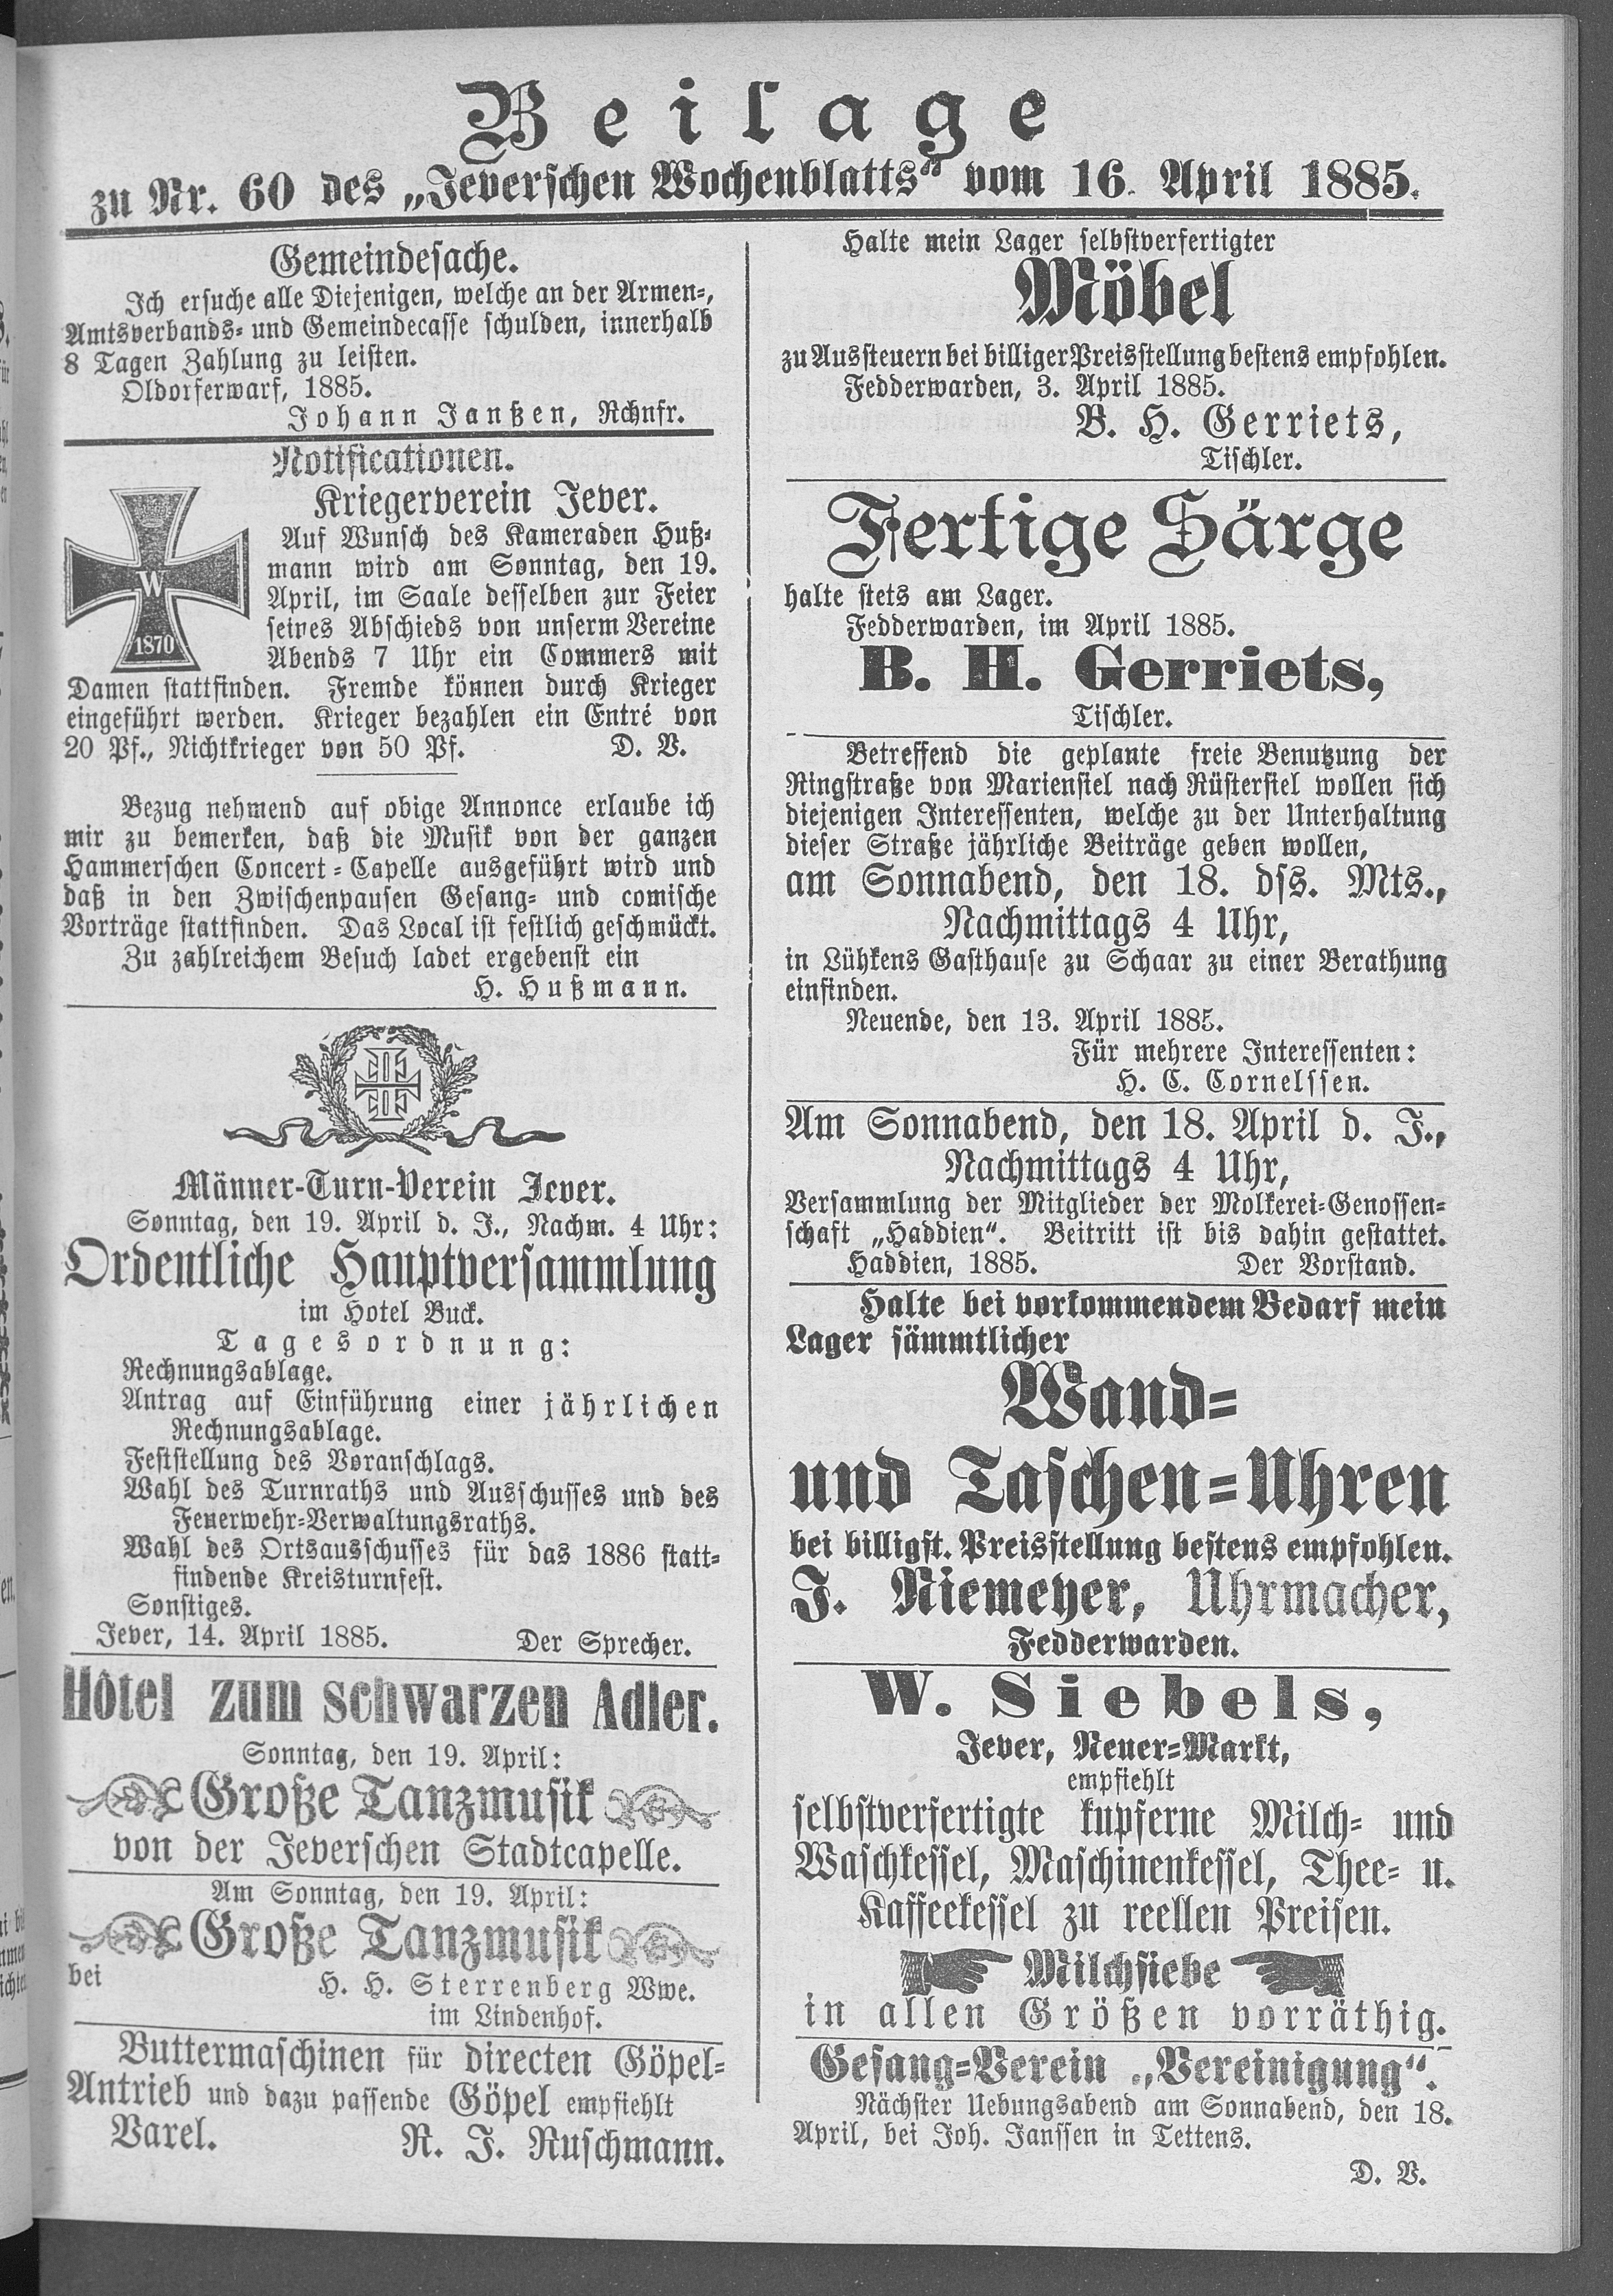 Beilage
zu Nr. 60 des „Jeverschen Wochenblatts“ vom 16. April 1885.
Gemeindesache.
Ich ersuche alle Diejenigen, welche an der Armen-,
Amtsverbands- und Gemeindecasse schulden, innerhalb
8 Tagen Zahlung zu leisten.
Oldorferwarf, 1885.
Johann Janßen, Rchnfr.
Notificationen.
Kriegerverein Jever.
W
1870
Auf Wunsch des Kameraden Huß-
mann wird am Sonntag, den 19.
April, im Saale desselben zur Feier
seines Abschieds von unserm Vereine
Abends 7 Uhr ein Commers mit
Damen stattfinden. Fremde können durch Krieger
eingeführt werden. Krieger bezahlen ein Entré von
20 Pf., Nichtkrieger von 50 Pf. D. V.
Bezug nehmend auf obige Annonce erlaube ich
mir zu bemerken, daß die Musik von der ganzen
Hammerschen Concert-Capelle ausgeführt wird und
daß in den Zwischenpausen Gesang- und comische
Vorträge stattfinden. Das Local ist festlich geschmückt.
Zu zahlreichem Besuch ladet ergebenst ein
H. Hußmann.
Männer-Turn-Verein Jever.
Sonntag, den 19. April d. J., Nachm. 4 Uhr:
Ordentliche Hauptversammlung
im Hotel Buck.
Tagesordnung:
Rechnungsablage.
Antrag auf Einführung einer jährlichen
Rechnungsablage.
Feststellung des Voranschlags.
Wahl des Turnraths und Ausschusses und des
Feuerwehr-Verwaltungsraths.
Wahl des Ortsausschusses für das 1886 statt-
findende Kreisturnfest.
Sonstiges.
Jever, 14. April 1885. Der Sprecher.
Hôtel zum schwarzen Adler.
Sonntag, den 19. April:
Große Tanzmusik
von der Jeverschen Stadtcapelle.
Am Sonntag, den 19. April:
Große Tanzmusik
bei H. H. Sterrenberg Wwe.
im Lindenhof.
Buttermaschinen für directen Göpel-
Antrieb und dazu passende Göpel empfiehlt
Varel. R. J. Ruschmann.
Halte mein Lager selbstverfertigter
Möbel
zu Aussteuern bei billiger Preisstellung bestens empfohlen.
Fedderwarden, 3. April 1885.
B. H. Gerriets,
Tischler.
Fertige Särge
halte stets am Lager.
Fedderwarden, im April 1885.
B. H. Gerriets,
Tischler.
Betreffend die geplante freie Benutzung der
Ringstraße von Mariensiel nach Rüstersiel wollen sich
diejenigen Interessenten, welche zu der Unterhaltung
dieser Straße jährliche Beiträge geben wollen,
am Sonnabend, den 18. dss. Mts.,
Nachmittags 4 Uhr,
in Lühkens Gasthause zu Schaar zu einer Berathung
einfinden.
Neuende, den 13. April 1885.
Für mehrere Interessenten:
H. C. Cornelssen.
Am Sonnabend, den 18. April d. J.,
Nachmittags 4 Uhr,
Versammlung der Mitglieder der Molkerei-Genossen-
schaft „Haddien“. Beitritt ist bis dahin gestattet.
Haddien, 1885. Der Vorstand.
Halte bei vorkommendem Bedarf mein
Lager sämmtlicher
Wand-
und Taschen-Uhren
bei billigst. Preisstellung bestens empfohlen.
J. Niemeyer, Uhrmacher,
Fedderwarden.
W. Siebels,
Jever, Neuer-Markt,
empfiehlt
selbstverfertigte kupferne Milch- und
Waschkessel, Maschinenkessel, Thee- u.
Kaffeekessel zu reellen Preisen.
Milchsiebe
in allen Größen vorräthig.
Gesang-Verein „Vereinigung“.
Nächster Uebungsabend am Sonnabend, den 18.
April, bei Joh. Janssen in Tettens.
D. V.